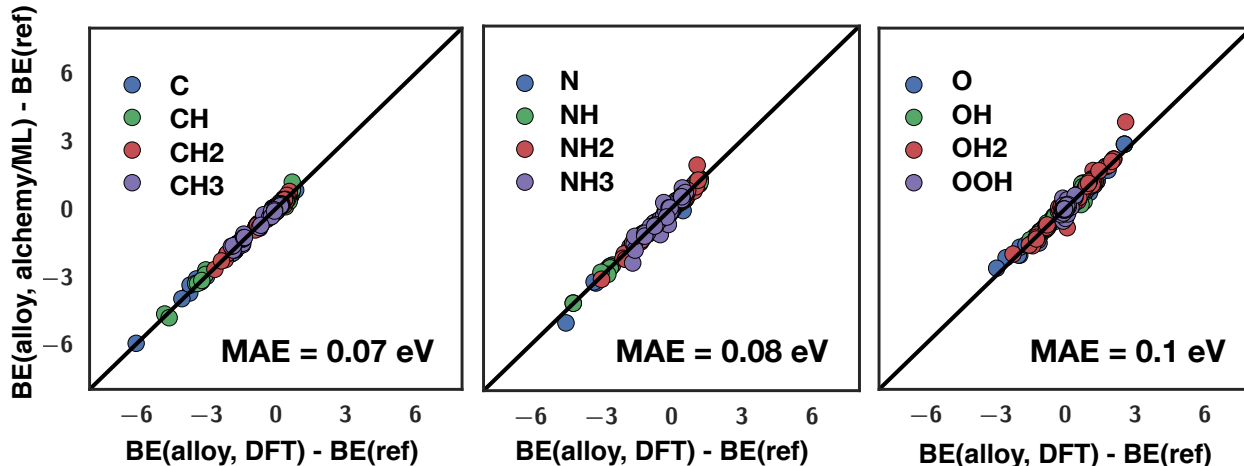 BE(alloy, alchemy/ML) - BE(ref)
6
3
0
−3
−6
C
CH
CH2
CH3
MAE = 0.07 eV
−6 −3 0 3 6
BE(alloy, DFT) - BE(ref)
N
NH
NH2
NH3
MAE = 0.08 eV
−6 −3 0 3 6
BE(alloy, DFT) - BE(ref)
O
OH
OH2
OOH
MAE = 0.1 eV
−6 −3 0 3 6
BE(alloy, DFT) - BE(ref)